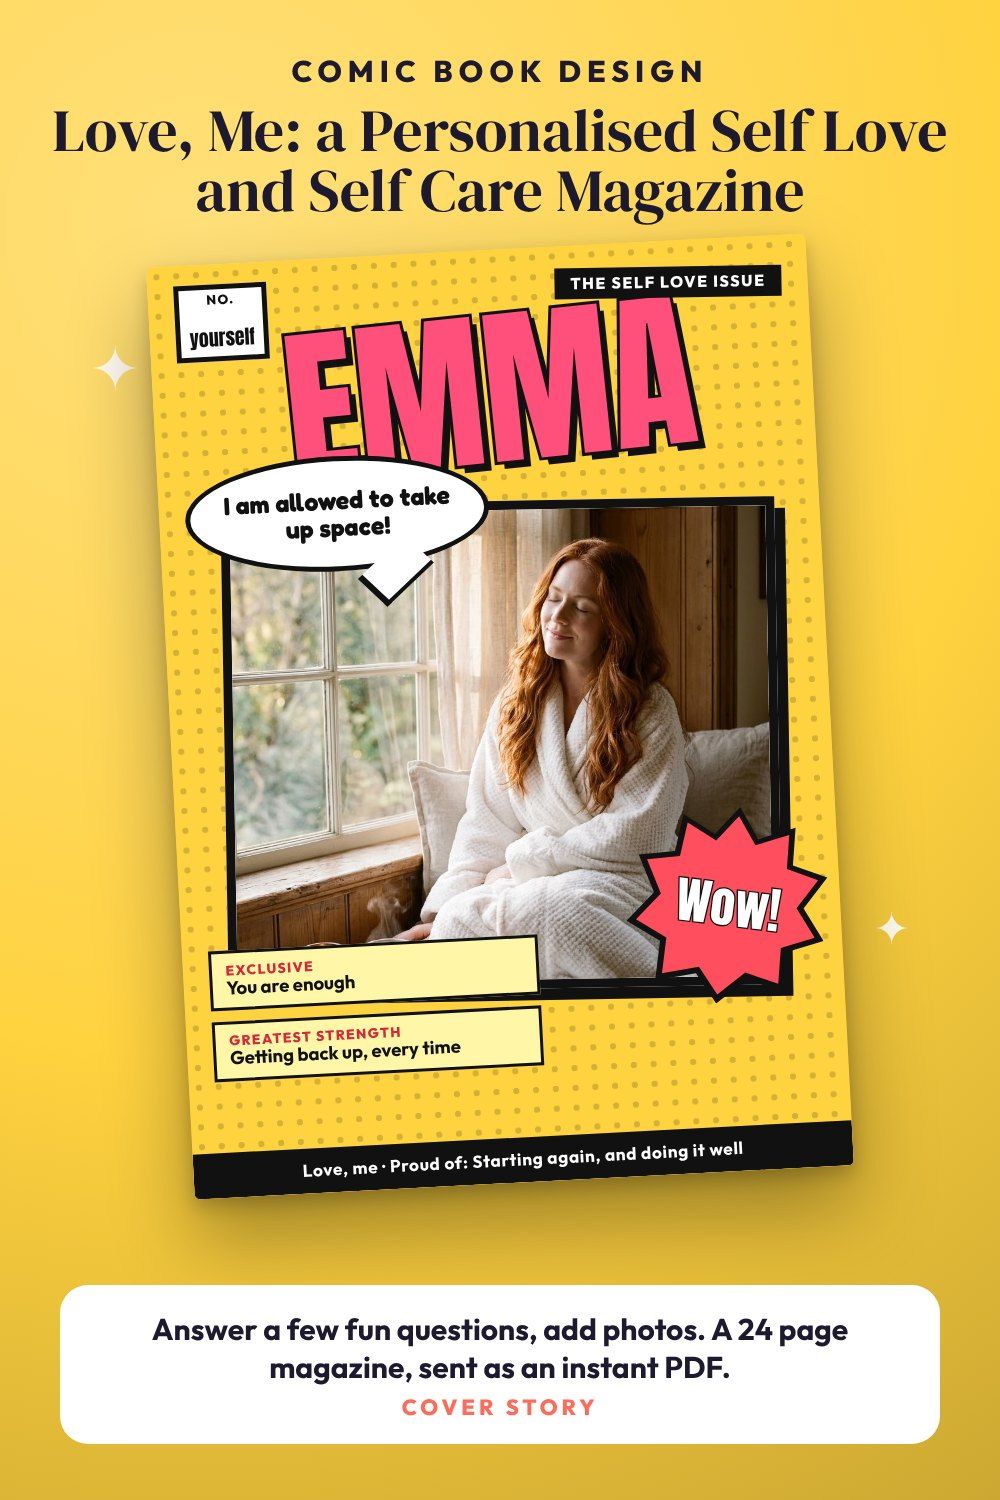 COMIC BOOK DESIGN
Love, Me: a Personalised Self Love
and Self Care Magazine
THE SELF LOVE ISSUE
NO.
yourself
EMMA
I am allowed to take
up space!
Wow!
EXCLUSIVE
You are enough
GREATEST STRENGTH
Getting back up, every time
Love, me · Proud of: Starting again, and doing it well
Answer a few fun questions, add photos. A 24 page
magazine, sent as an instant PDF.
COVER STORY